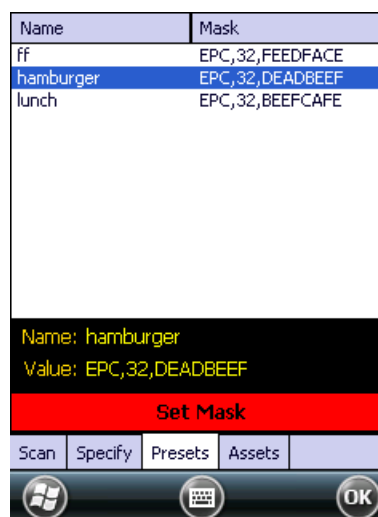 Name Mask
ff EPC,32,FEEDFACE
hamburger EPC,32,DEADBEEF
lunch EPC,32,BEEFCAFE
Name: hamburger
Value: EPC,32,DEADBEEF
Set Mask
Scan Specify Presets Assets
OK